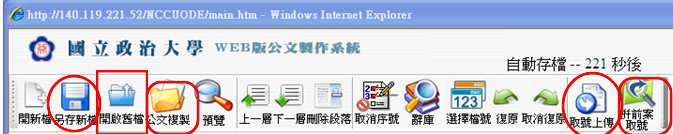 http://140.119.221.52/NCCUODE/main.htm - Windows Internet Explorer
國立政治大學 WEB版公文製作系統
自動存檔 -- 221 秒後
開新檔 另存新檔 開啟舊檔 公文複製 預覽 上一層 下一層 刪除段落 取消序號 辭庫 選擇編號 復原 取消復原 取號上傳 併前案取號
123